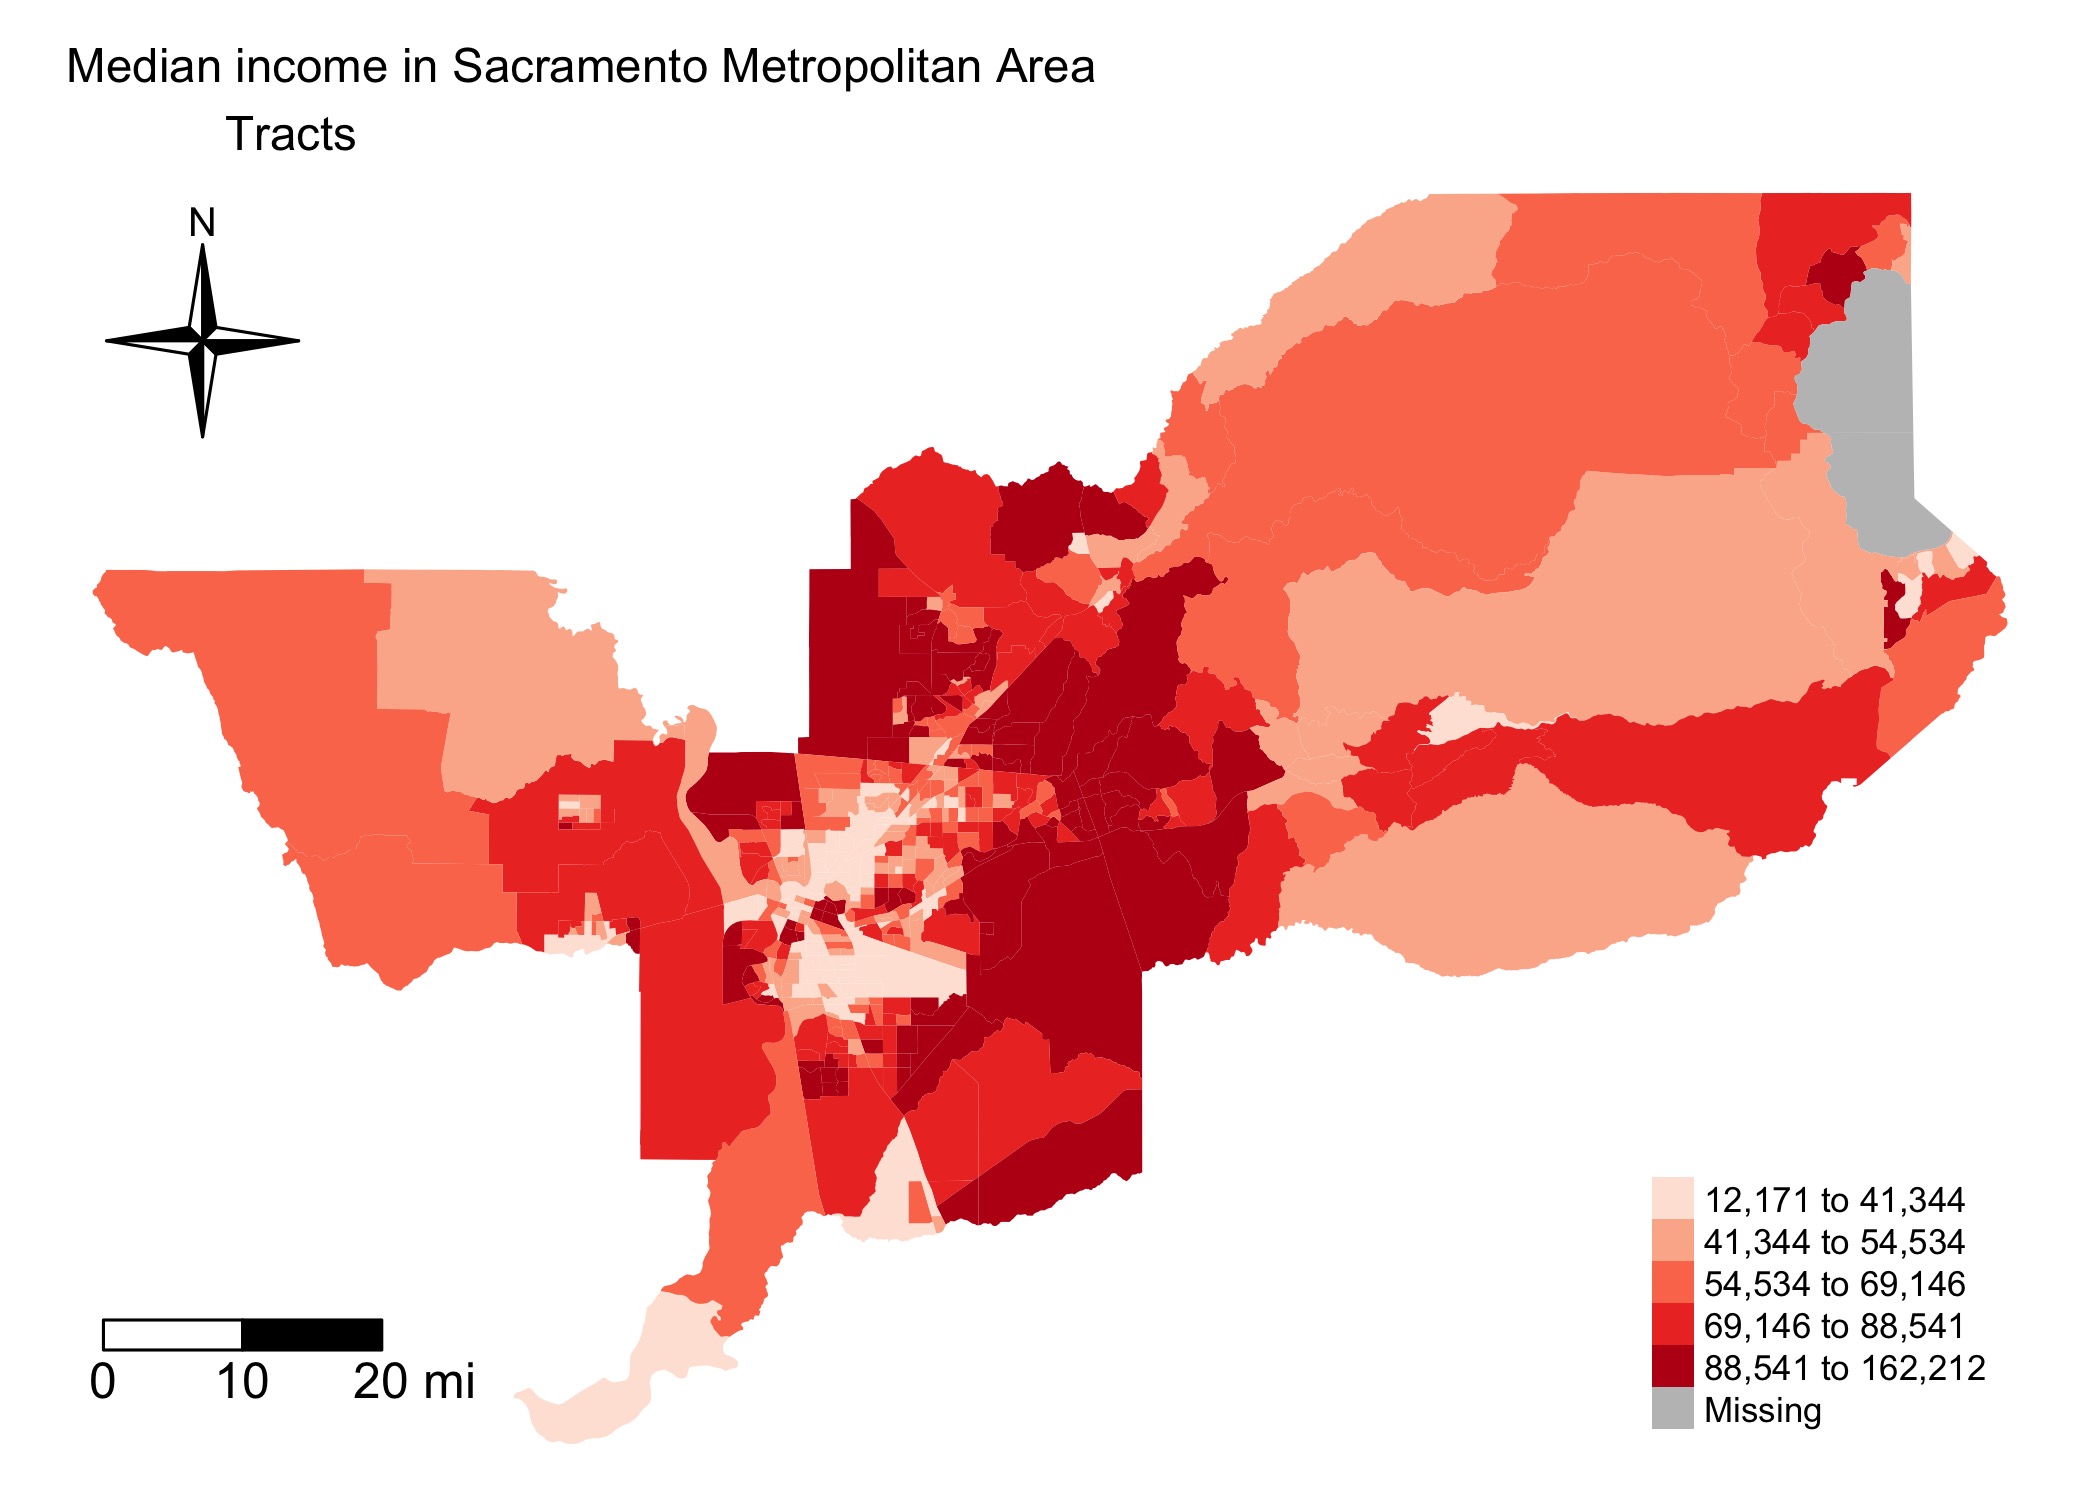 Median income in Sacramento Metropolitan Area
Tracts
N
12,171 to 41,344
41,344 to 54,534
54,534 to 69,146
69,146 to 88,541
88,541 to 162,212
Missing
0 10 20 mi